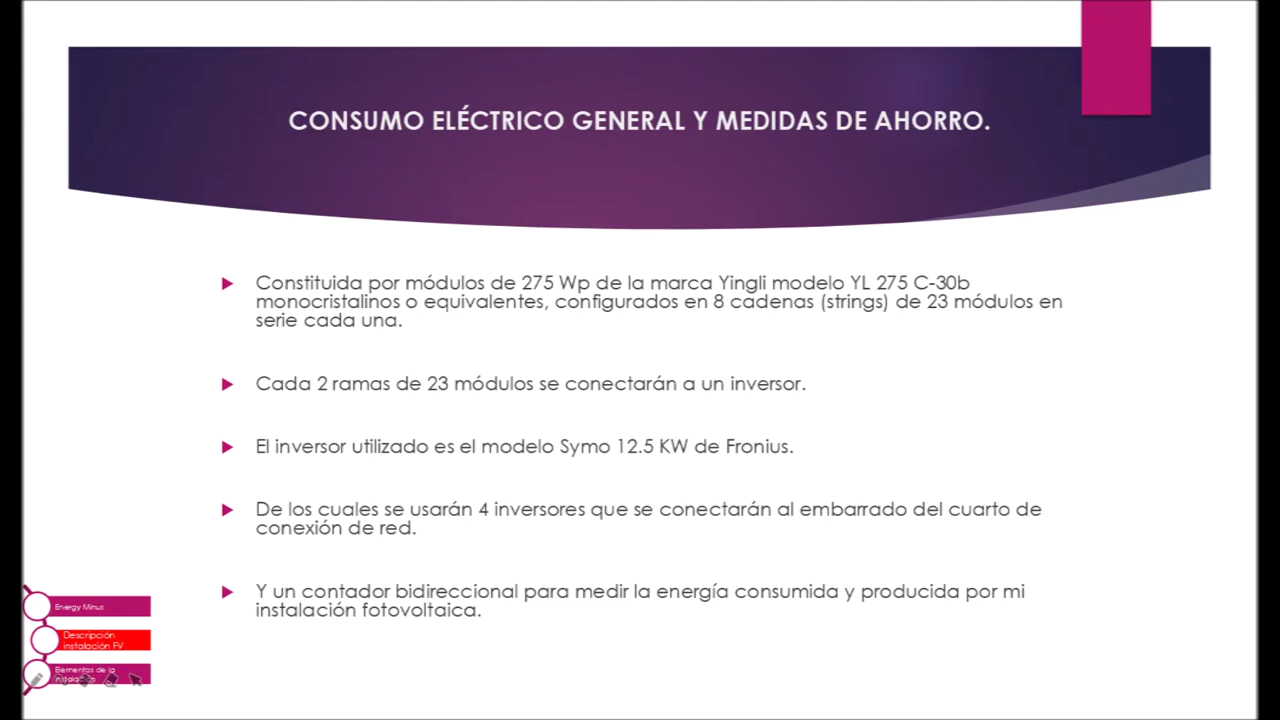 CONSUMO ELÉCTRICO GENERAL Y MEDIDAS DE AHORRO.
Constituida por módulos de 275 Wp de la marca Yingli modelo YL 275 C-30b
monocristalinos o equivalentes, configurados en 8 cadenas (strings) de 23 módulos en
serie cada una.
Cada 2 ramas de 23 módulos se conectarán a un inversor.
El inversor utilizado es el modelo Symo 12.5 KW de Fronius.
De los cuales se usarán 4 inversores que se conectarán al embarrado del cuarto de
conexión de red.
Y un contador bidireccional para medir la energía consumida y producida por mi
instalación fotovoltaica.
Energy Minus
Descripción
instalación FV
Elementos de la